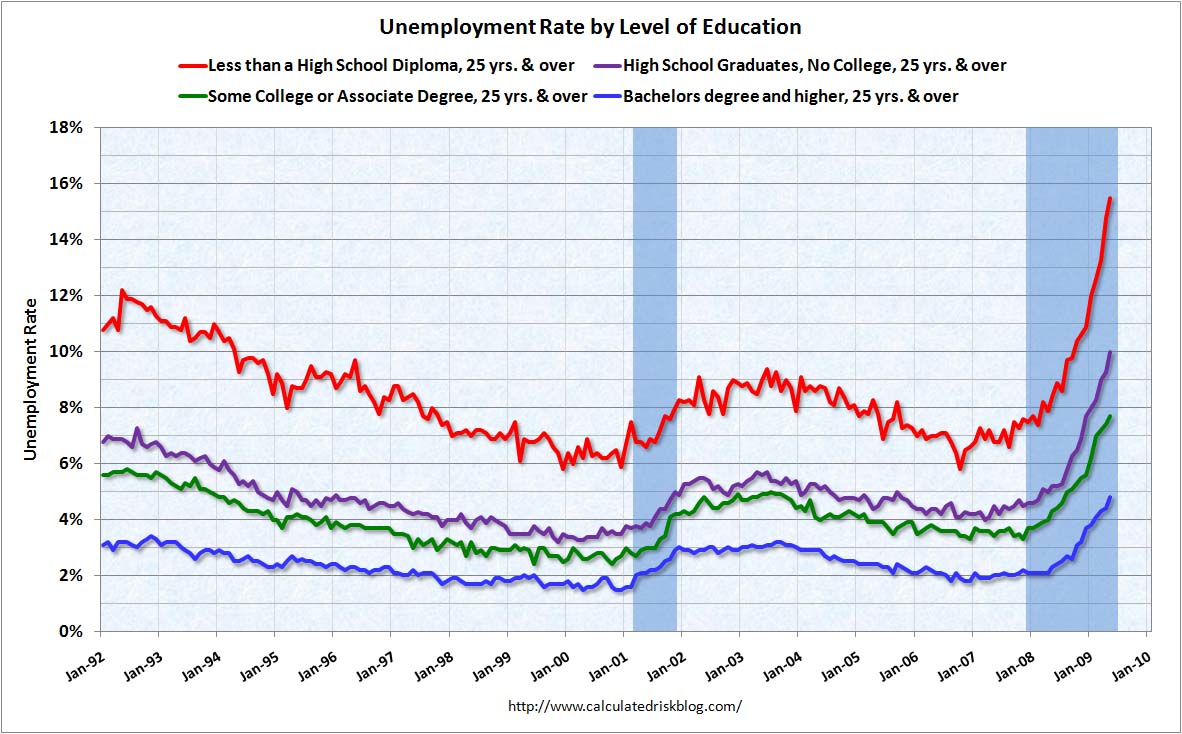 Unemployment Rate by Level of Education
Less than a High School Diploma, 25 yrs. & over
High School Graduates, No College, 25 yrs. & over
Some College or Associate Degree, 25 yrs. & over
Bachelors degree and higher, 25 yrs. & over
18%
16%
14%
12%
10%
8%
6%
4%
2%
0%
Unemployment Rate
Jan-92
Jan-93
Jan-94
Jan-95
Jan-96
Jan-97
Jan-98
Jan-99
Jan-00
Jan-01
Jan-02
Jan-03
Jan-04
Jan-05
Jan-06
Jan-07
Jan-08
Jan-09
Jan-10
http://www.calculatedriskblog.com/